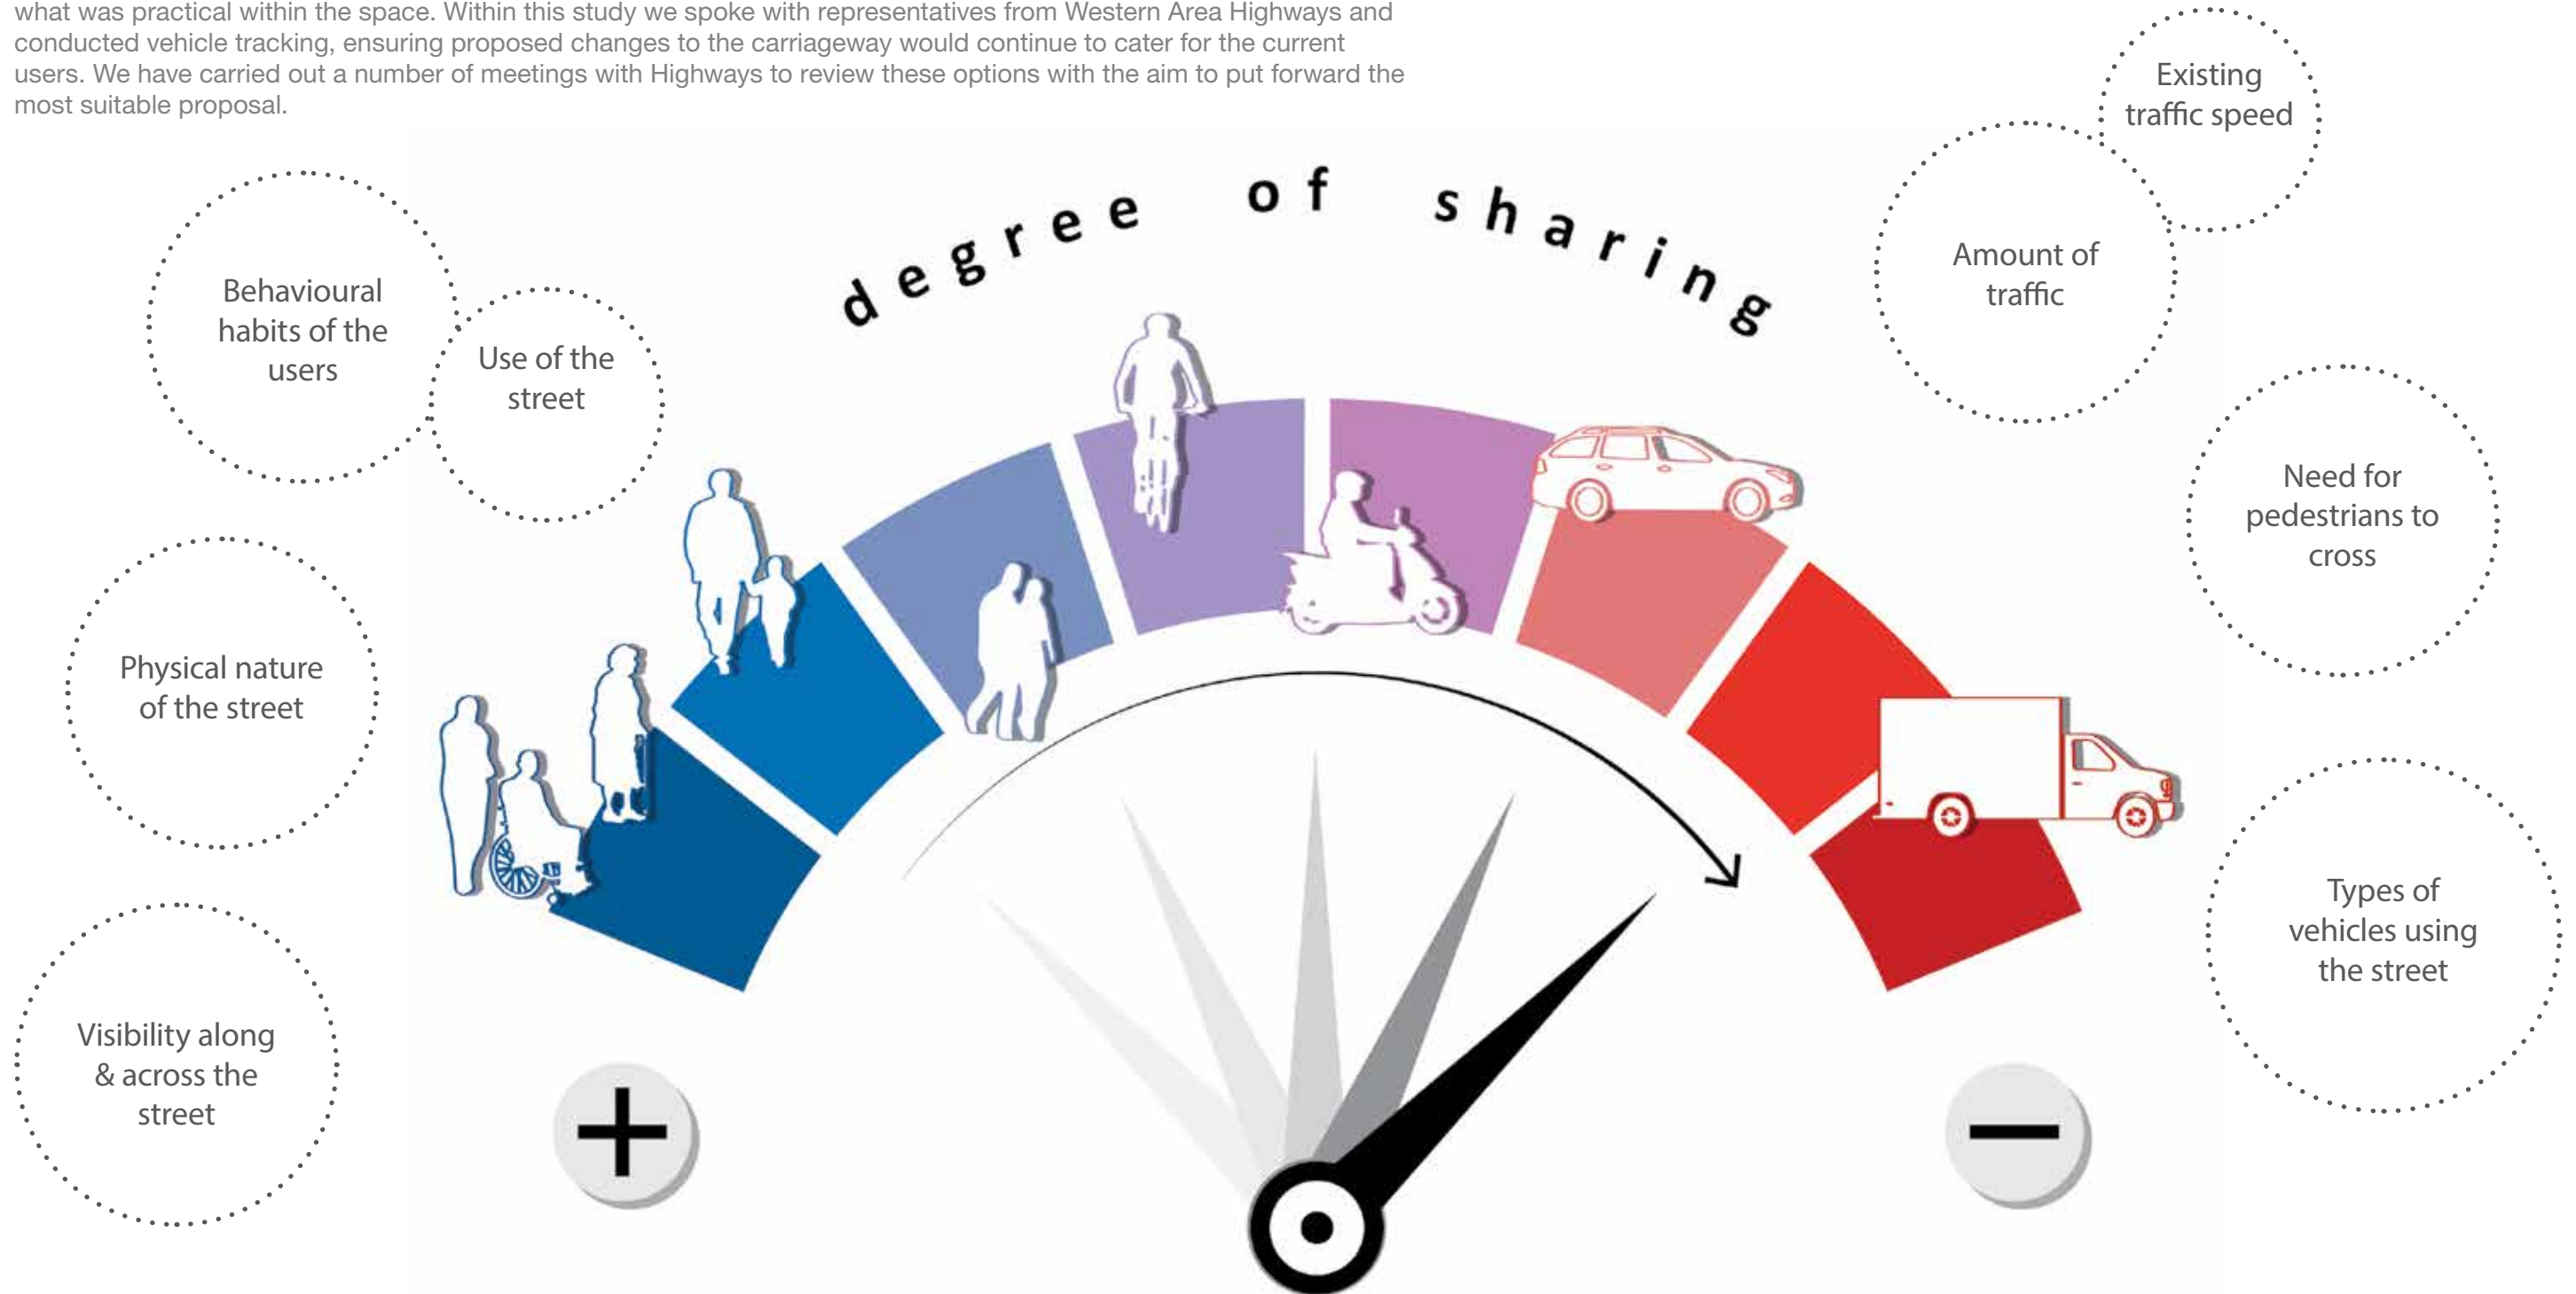 what was practical within the space. Within this study we spoke with representatives from Western Area Highways and
conducted vehicle tracking, ensuring proposed changes to the carriageway would continue to cater for the current
users. We have carried out a number of meetings with Highways to review these options with the aim to put forward the
most suitable proposal.
degree of sharing
Behavioural
habits of the
users
Use of the
street
Physical nature
of the street
Visibility along
& across the
street
Existing
traffic speed
Amount of
traffic
Need for
pedestrians to
cross
Types of
vehicles using
the street
+
−